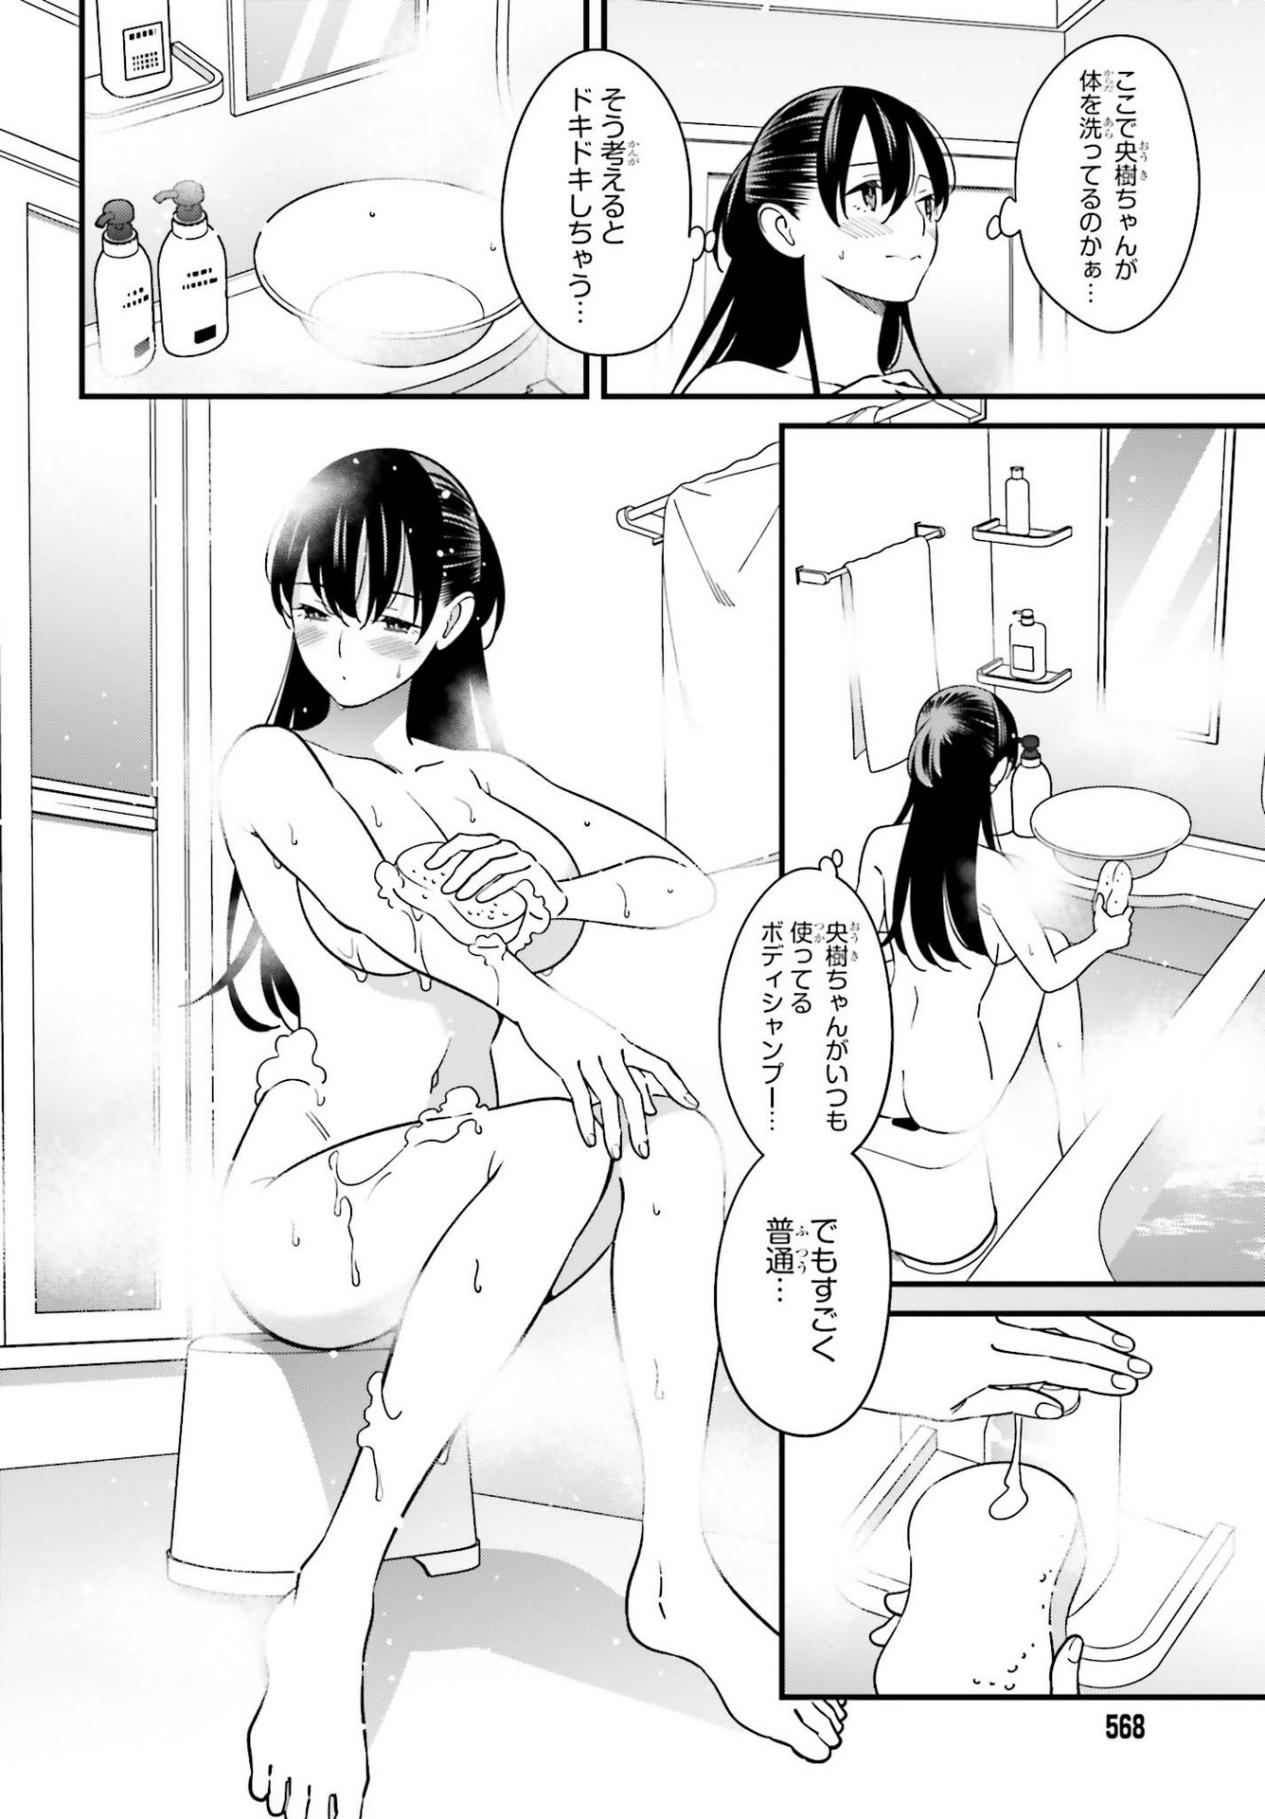 ここで央樹ちゃんが
体を洗ってるのかぁ…
そう考えると
ドキドキしちゃう…
央樹ちゃんがいつも
使ってる
ボディシャンプー…
でもすごく
普通…
568